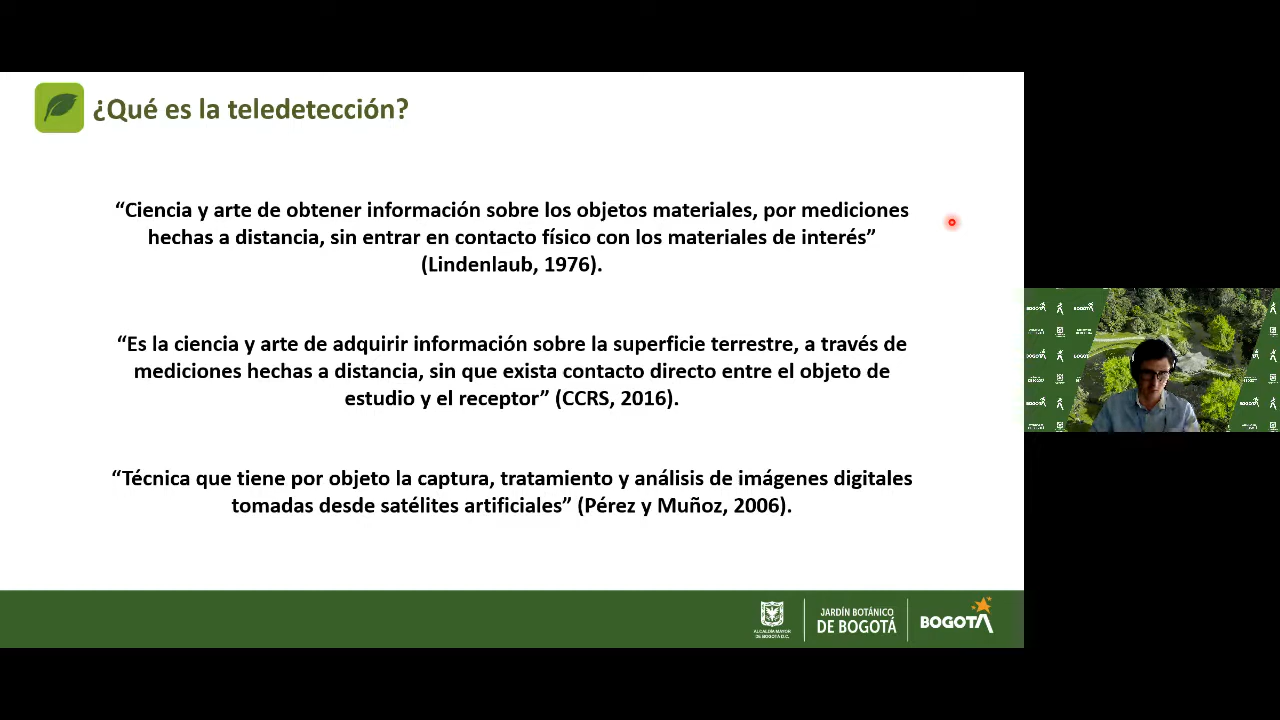 ¿Qué es la teledetección?
“Ciencia y arte de obtener información sobre los objetos materiales, por mediciones
hechas a distancia, sin entrar en contacto físico con los materiales de interés”
(Lindenlaub, 1976).
“Es la ciencia y arte de adquirir información sobre la superficie terrestre, a través de
mediciones hechas a distancia, sin que exista contacto directo entre el objeto de
estudio y el receptor” (CCRS, 2016).
“Técnica que tiene por objeto la captura, tratamiento y análisis de imágenes digitales
tomadas desde satélites artificiales” (Pérez y Muñoz, 2006).
ALCALDÍA MAYOR
DE BOGOTÁ D.C.
JARDÍN BOTÁNICO
DE BOGOTÁ
BOGOTÁ